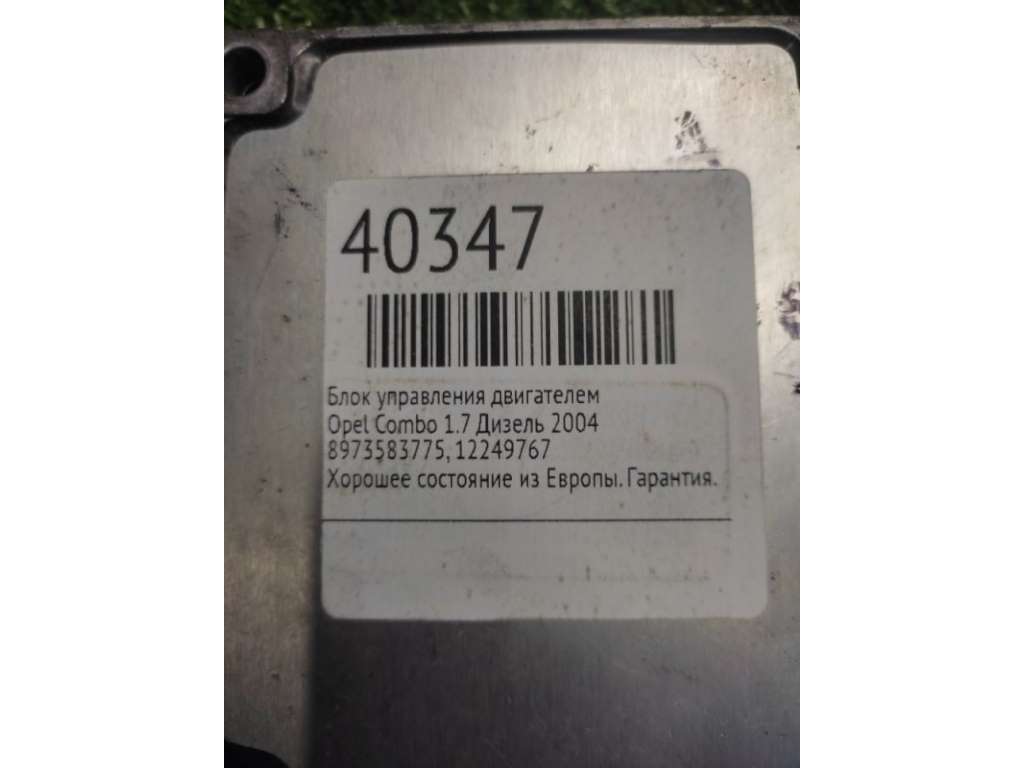 40347
Блок управления двигателем
Opel Combo 1.7 Дизель 2004
8973583775, 12249767
Хорошее состояние из Европы. Гарантия.